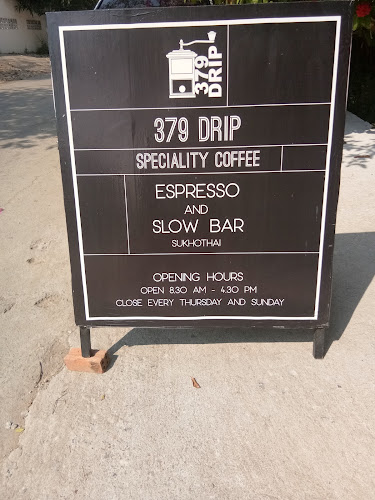 379
DRIP
379 DRIP
SPECIALITY COFFEE
ESPRESSO
AND
SLOW BAR
SUKHOTHAI
OPENING HOURS
OPEN 8.30 AM - 4.30 PM
CLOSE EVERY THURSDAY AND SUNDAY